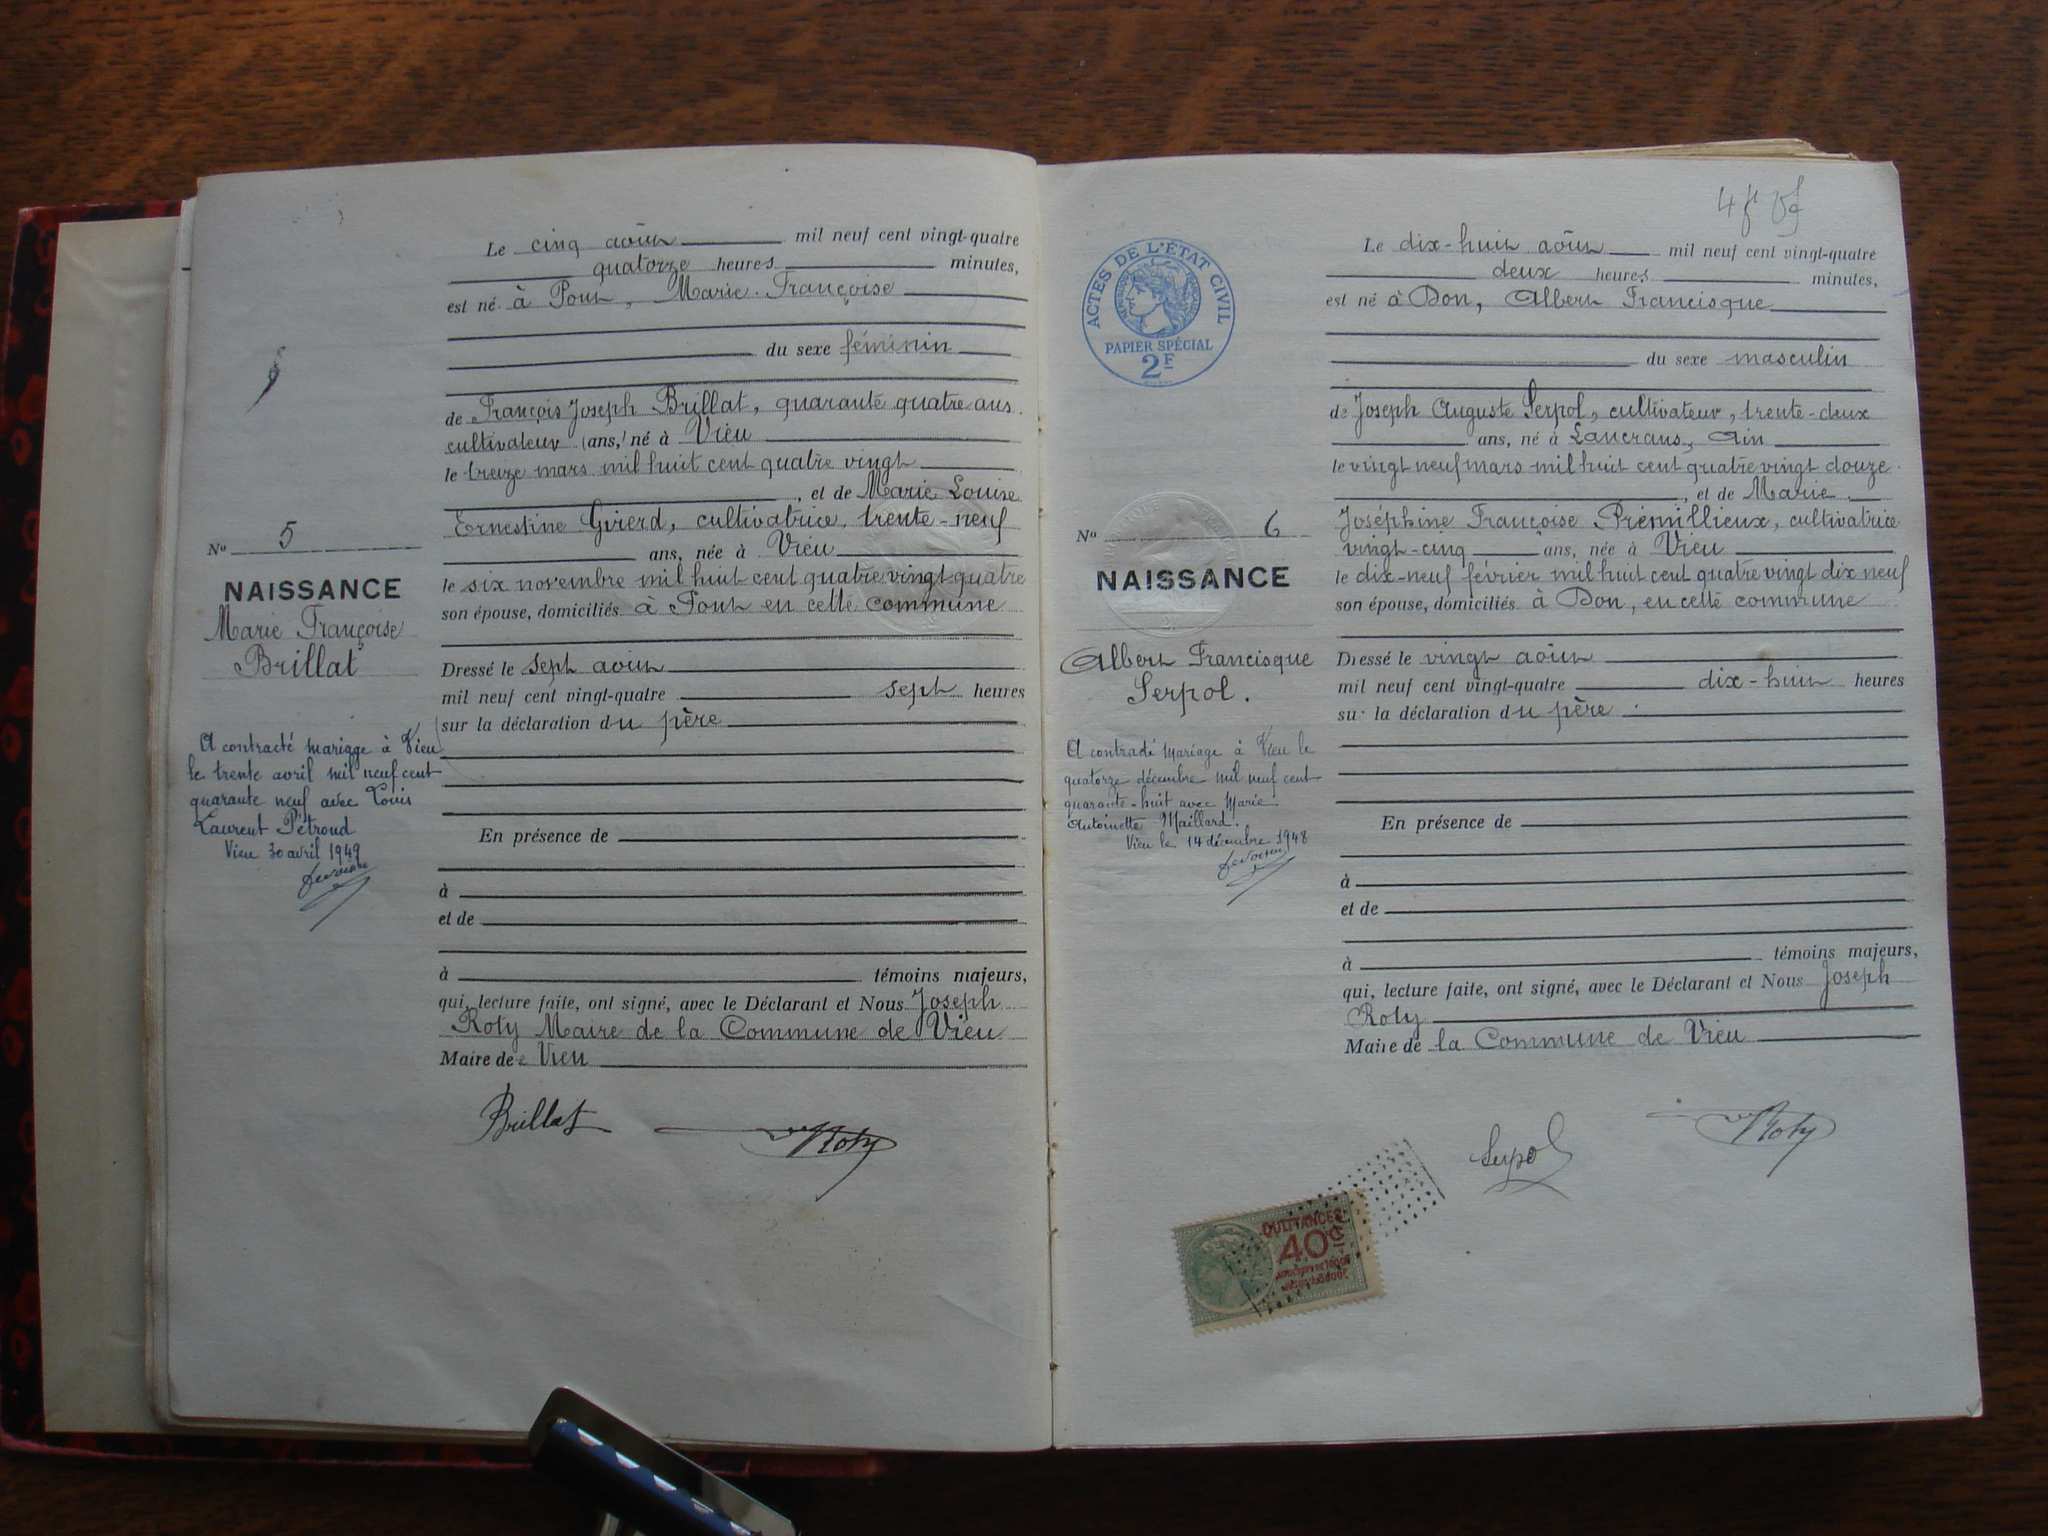 Le cinq août mil neuf cent vingt-quatre
quatorze heures minutes,
est né à Pont, Marie Françoise
du sexe féminin
de François Joseph Brillat, quarante quatre ans
cultivateur (ans,) né à Vieu
le treize mars mil huit cent quatre vingt
, et de Marie Louise
Ernestine Girerd, cultivatrice, trente-neuf
ans, née à Vieu
le six novembre mil huit cent quatre vingt quatre
son épouse, domiciliés à Pont en cette commune
Dressé le sept août
mil neuf cent vingt-quatre sept heures
sur la déclaration du père
En présence de
à
et de
à témoins majeurs,
qui, lecture faite, ont signé, avec le Déclarant et Nous Joseph
Roty Maire de la Commune de Vieu
Maire de Vieu
Brillat
Roty
No 5
NAISSANCE
Marie Françoise
Brillat
A contracté mariage à Vieu
le trente avril mil neuf cent
quarante neuf avec Louis
Laurent Pétroud
Vieu 30 avril 1949
4
ACTES DE L'ÉTAT CIVIL
PAPIER SPÉCIAL
2F
Le dix-huit août mil neuf cent vingt-quatre
deux heures minutes,
est né à Don, Albert Francisque
du sexe masculin
de Joseph Auguste Serpol, cultivateur, trente-deux
ans, né à Lancrans, Ain
le vingt neuf mars mil huit cent quatre vingt douze
, et de Marie
Joséphine Françoise Prémillieux, cultivatrice
vingt-cinq ans, née à Vieu
le dix-neuf février mil huit cent quatre vingt dix neuf
son épouse, domiciliés à Don, en cette commune
Dressé le vingt août
mil neuf cent vingt-quatre dix-huit heures
su la déclaration du père
En présence de
à
et de
à témoins majeurs,
qui, lecture faite, ont signé, avec le Déclarant et Nous Joseph
Roty
Maire de la Commune de Vieu
Serpol
Roty
No 6
NAISSANCE
Albert Francisque
Serpol.
A contracté mariage à Vieu le
quatorze décembre mil neuf cent
quarante-huit avec Marie
Antoinette Maillard.
Vieu le 14 décembre 1948
QUITTANCES
40c